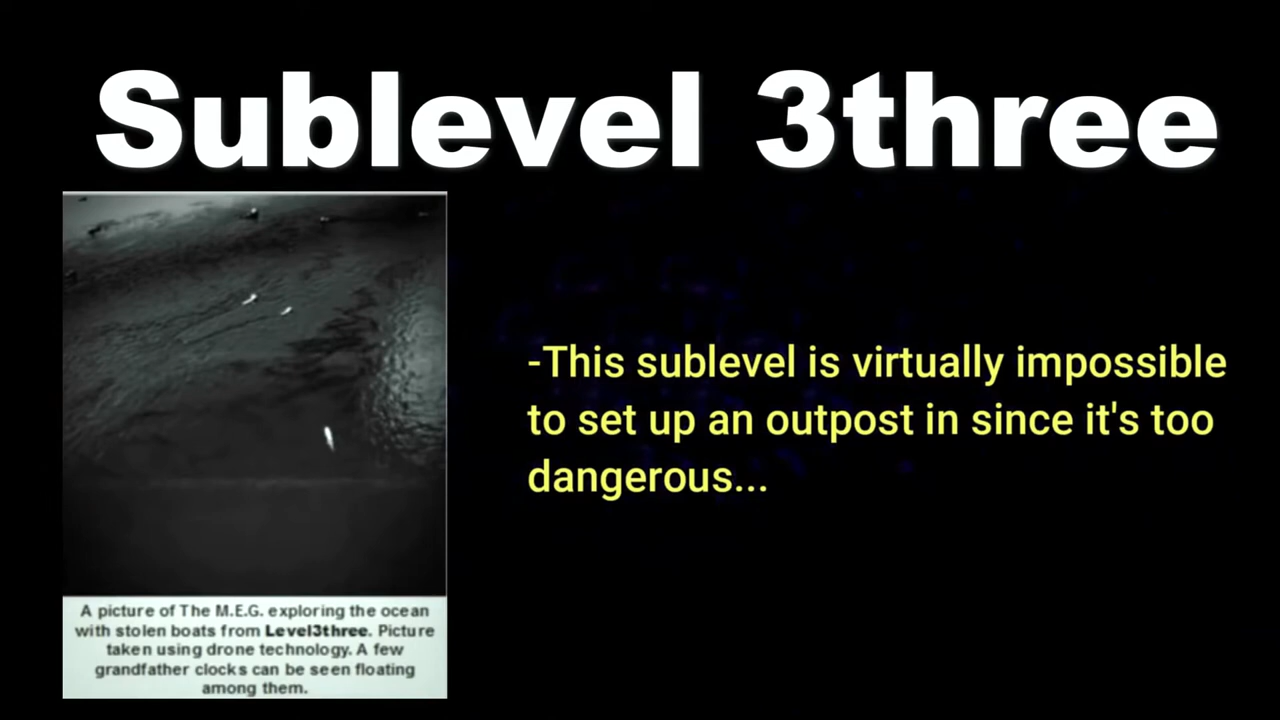 Sublevel 3three
-This sublevel is virtually impossible
to set up an outpost in since it's too
dangerous...
A picture of The M.E.G. exploring the ocean
with stolen boats from Level3three. Picture
taken using drone technology. A few
grandfather clocks can be seen floating
among them.